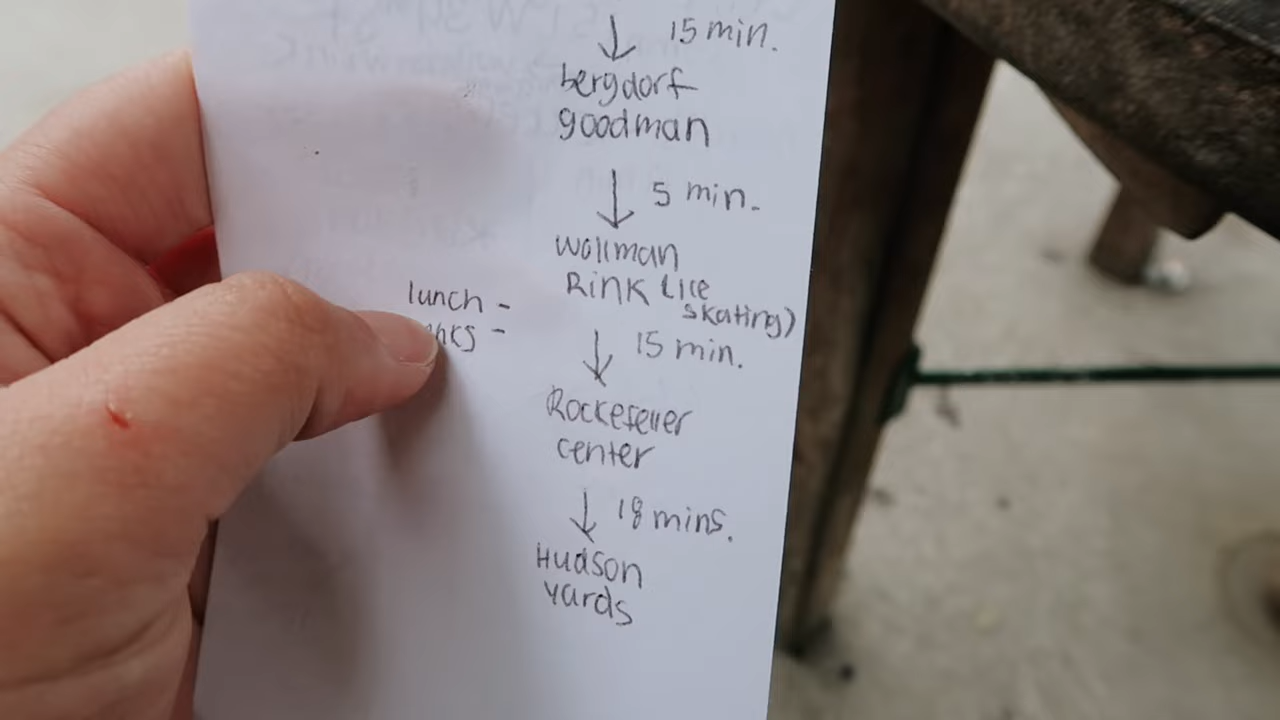 15 min.
bergdorf
goodman
5 min.
wollman
Rink (ice
skating)
lunch -
15 min.
Rockefeller
center
18 mins.
Hudson
yards